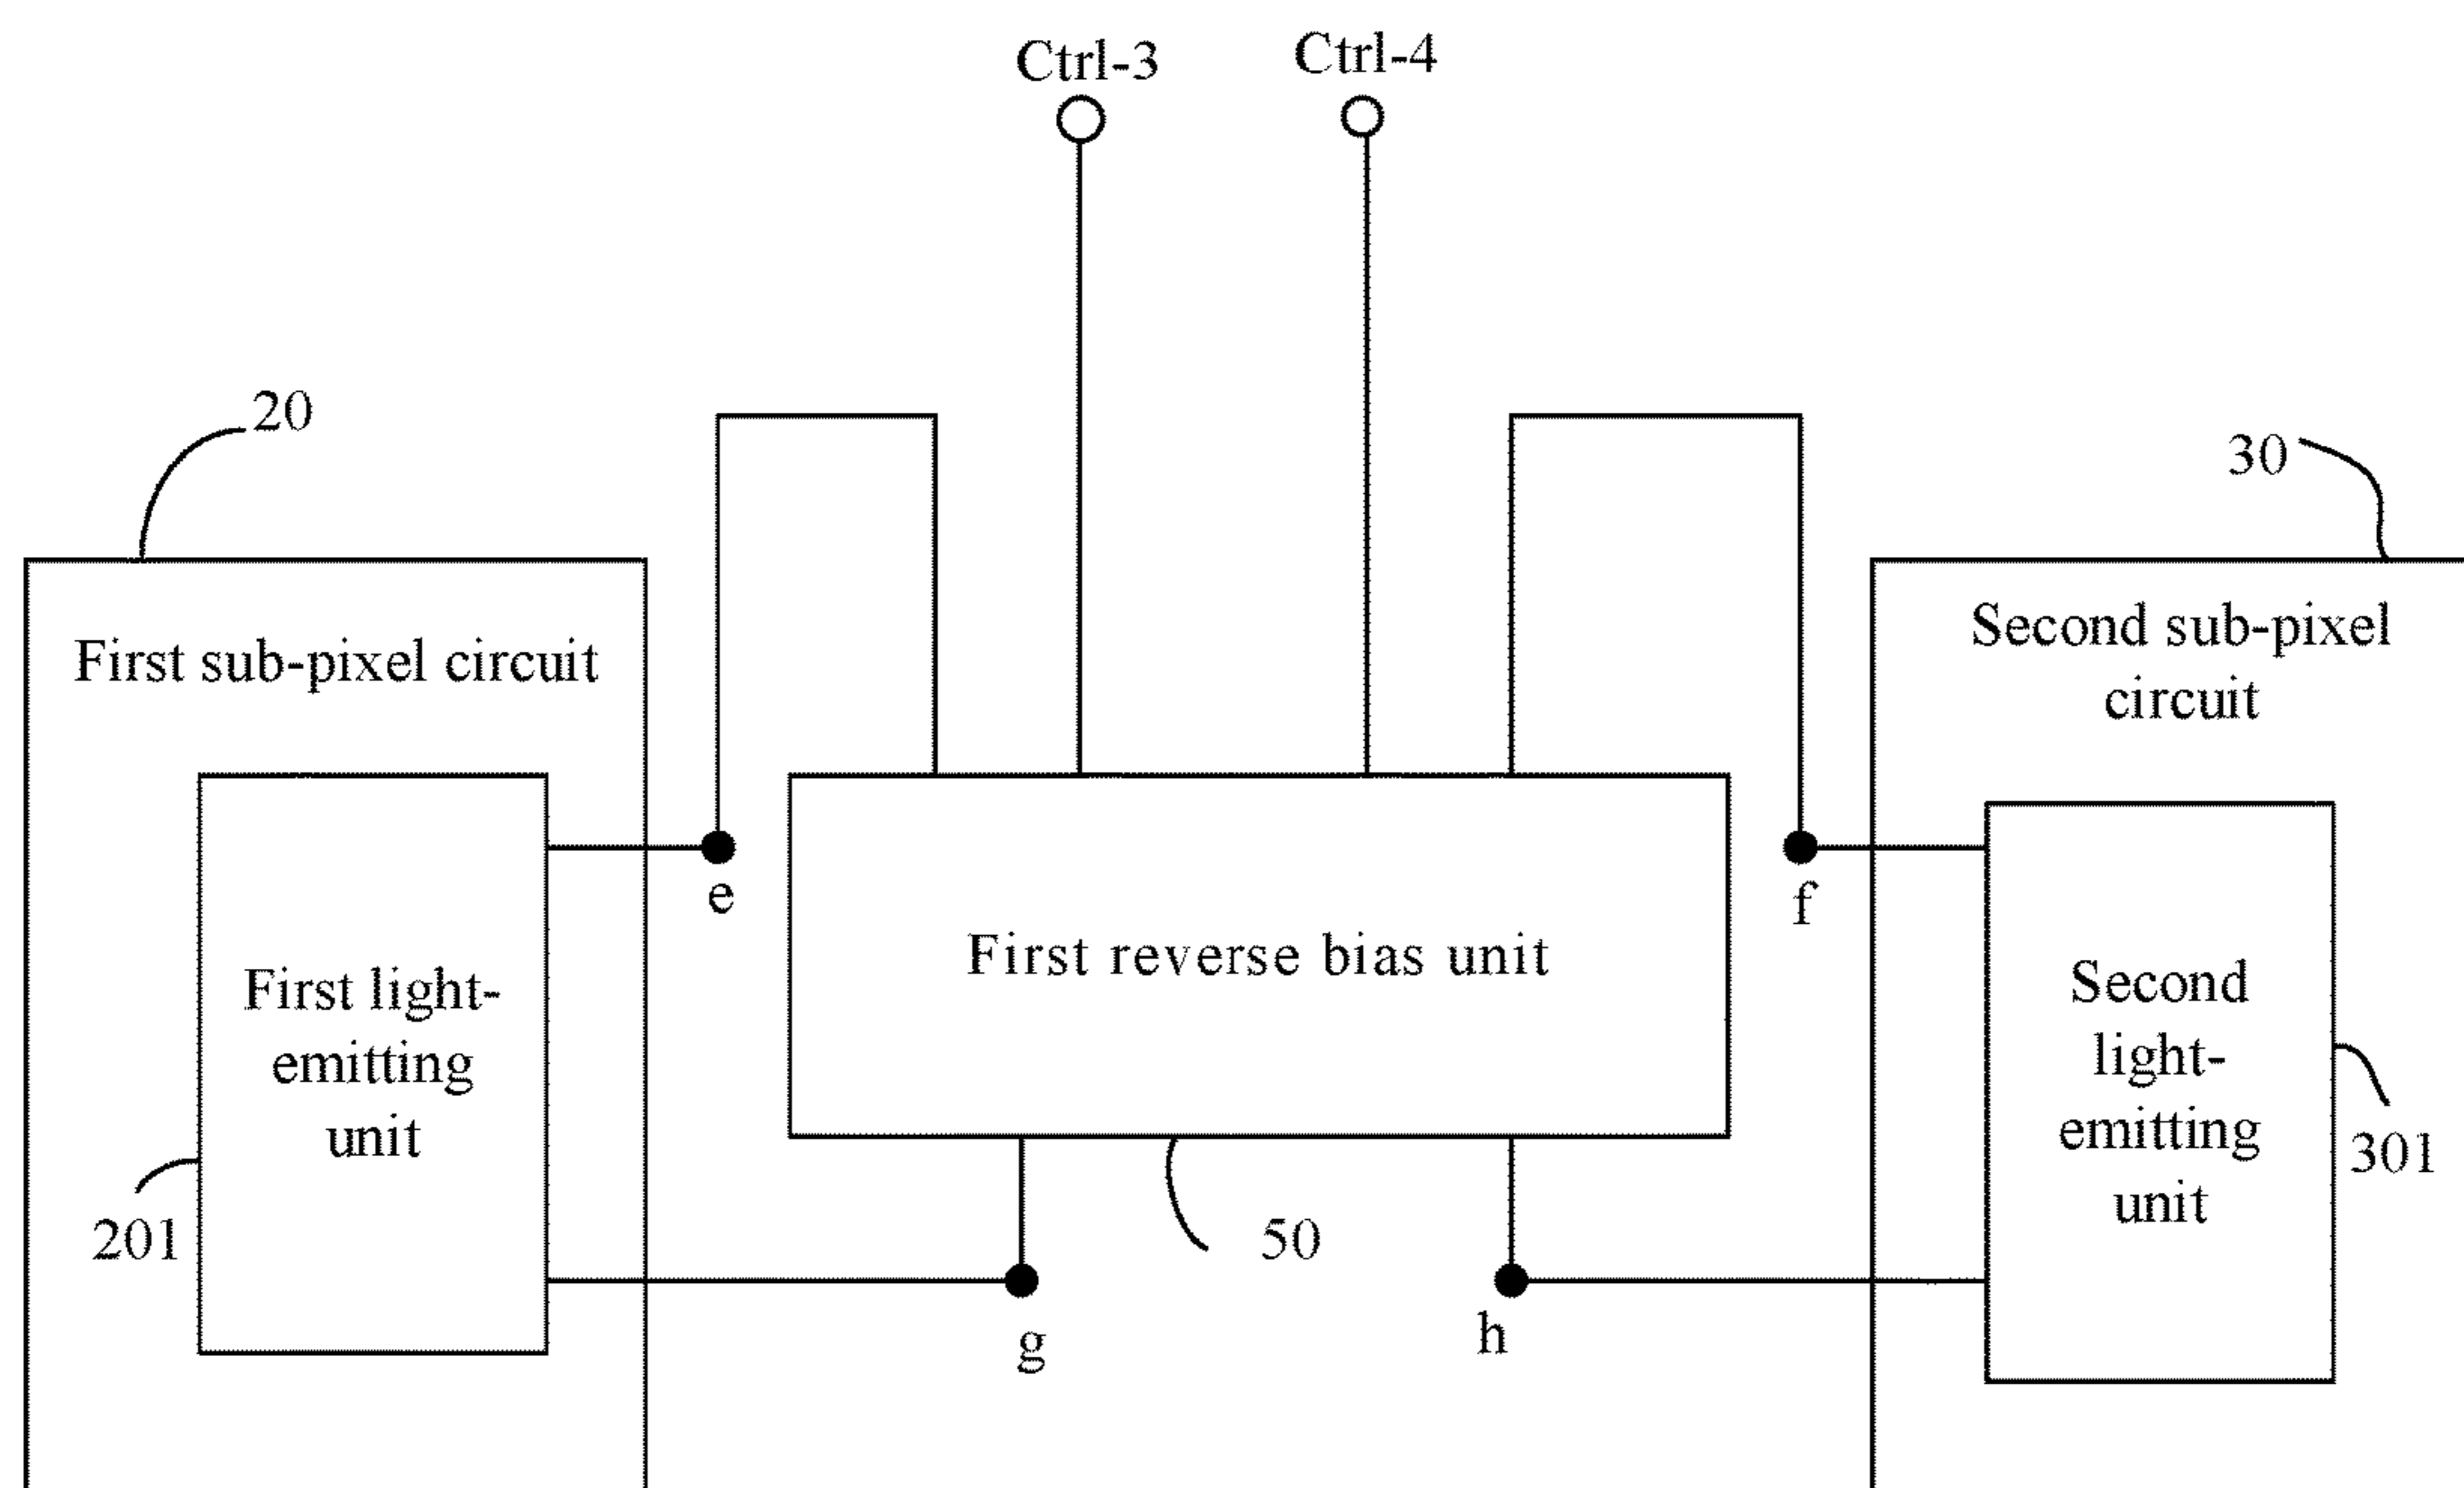 Ctrl-3
Ctrl-4
20
30
First sub-pixel circuit
Second sub-pixel
circuit
e
f
First reverse bias unit
First light-
emitting
unit
Second
light-
emitting
unit
201
50
301
g
h